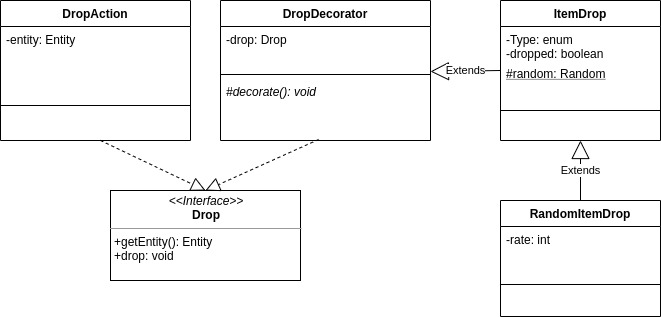 DropAction
-entity: Entity
DropDecorator
-drop: Drop
#decorate(): void
ItemDrop
-Type: enum
-dropped: boolean
#random: Random
Extends
Extends
<<Interface>>
Drop
+getEntity(): Entity
+drop: void
RandomItemDrop
-rate: int